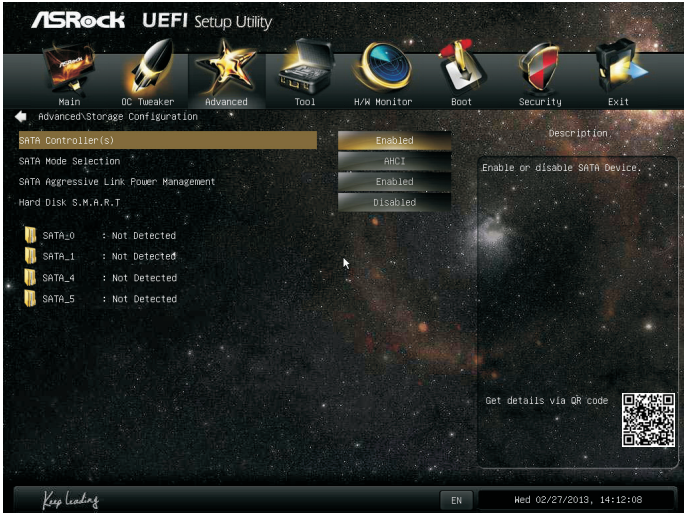 ASRock UEFI Setup Utility
Main OC Tweaker Advanced Tool H/W Monitor Boot Security Exit
Advanced\Storage Configuration
Description
SATA Controller(s) Enabled
SATA Mode Selection AHCI
Enable or disable SATA Device.
SATA Aggressive Link Power Management Enabled
Hard Disk S.M.A.R.T Disabled
SATA_0 : Not Detected
SATA_1 : Not Detected
SATA_4 : Not Detected
SATA_5 : Not Detected
Get details via QR code
Keep Leading
EN
Wed 02/27/2013, 14:12:08